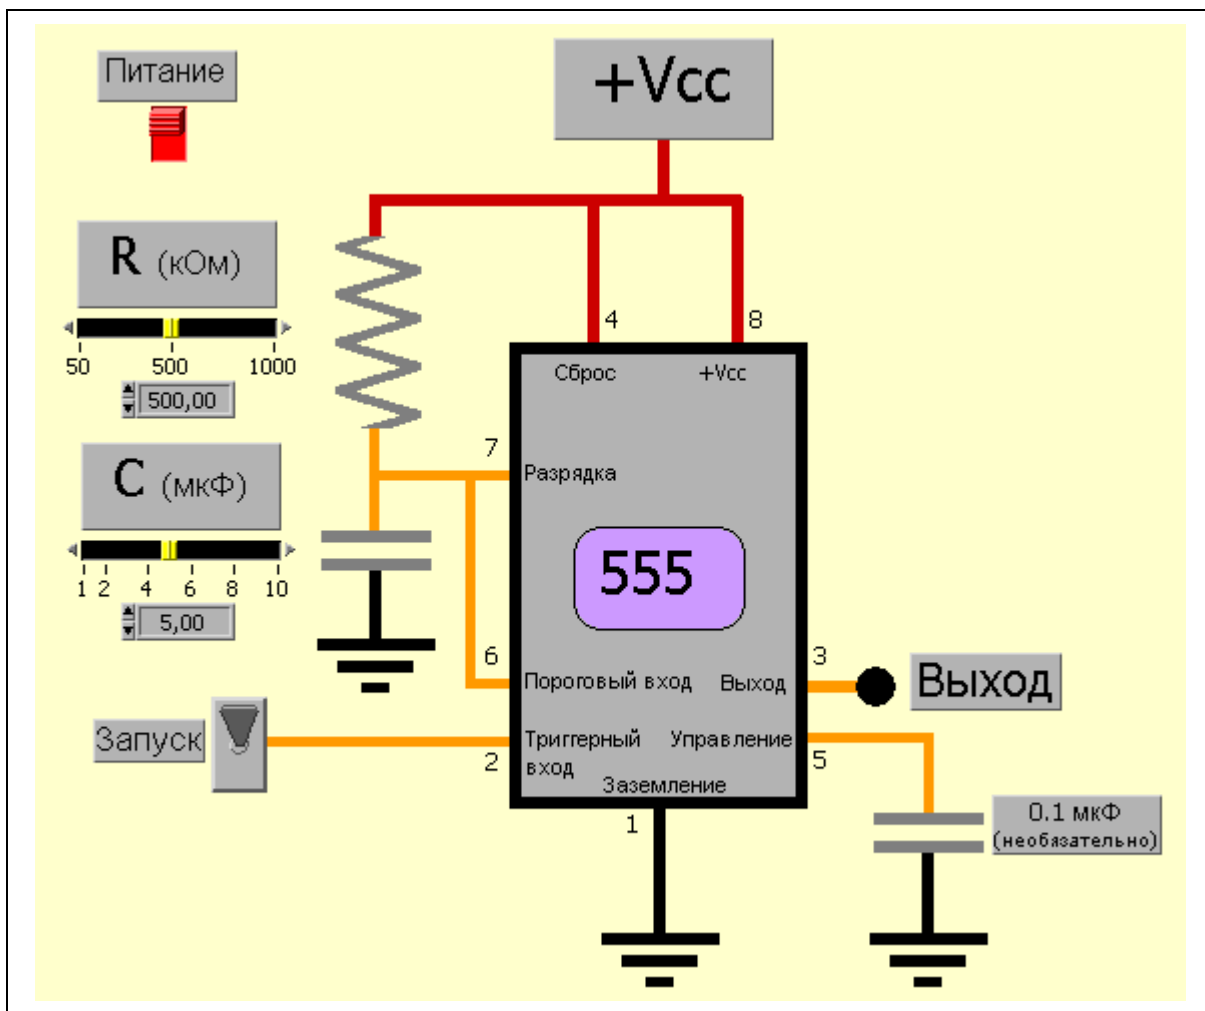 Питание
+Vcc
R (кОм)
50 500 1000
500,00
C (мкФ)
1 2 4 6 8 10
5,00
Запуск
4 8
Сброс +Vcc
7
Разрядка
555
6
Пороговый вход
3
Выход
Выход
2
Триггерный
вход
Управление
5
Заземление
1
0.1 мкФ
(необязательно)